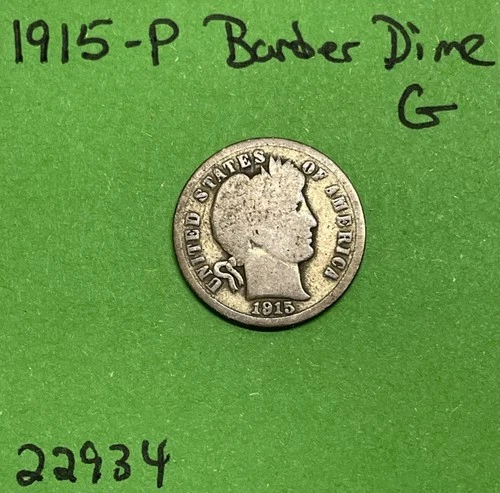 1915-P Barber Dime
G
UNITED STATES OF AMERICA
1915
22934